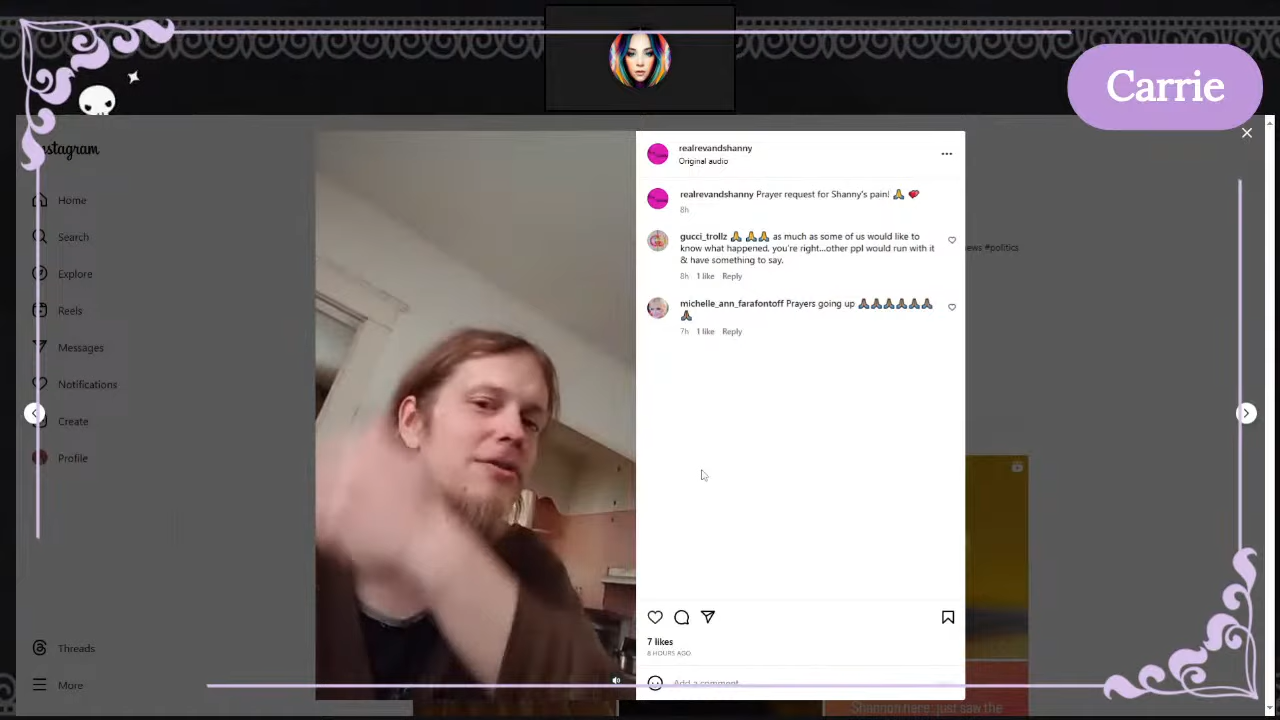 Carrie
stagram
realrevandshanny
Original audio
Home
realrevandshanny Prayer request for Shanny's pain! 🙏 💝
8h
Search
gucci_trollz 🙏 🙏🙏 as much as some of us would like to
know what happened, you're right...other ppl would run with it
& have something to say.
ews #politics
Explore
8h 1 like Reply
Reels
michelle_ann_farafontoff Prayers going up 🙏🙏🙏🙏🙏🙏
🙏
7h 1 like Reply
Messages
Notifications
Create
Profile
7 likes
8 HOURS AGO
Threads
More
Add a comment...
Shannon here, just saw the